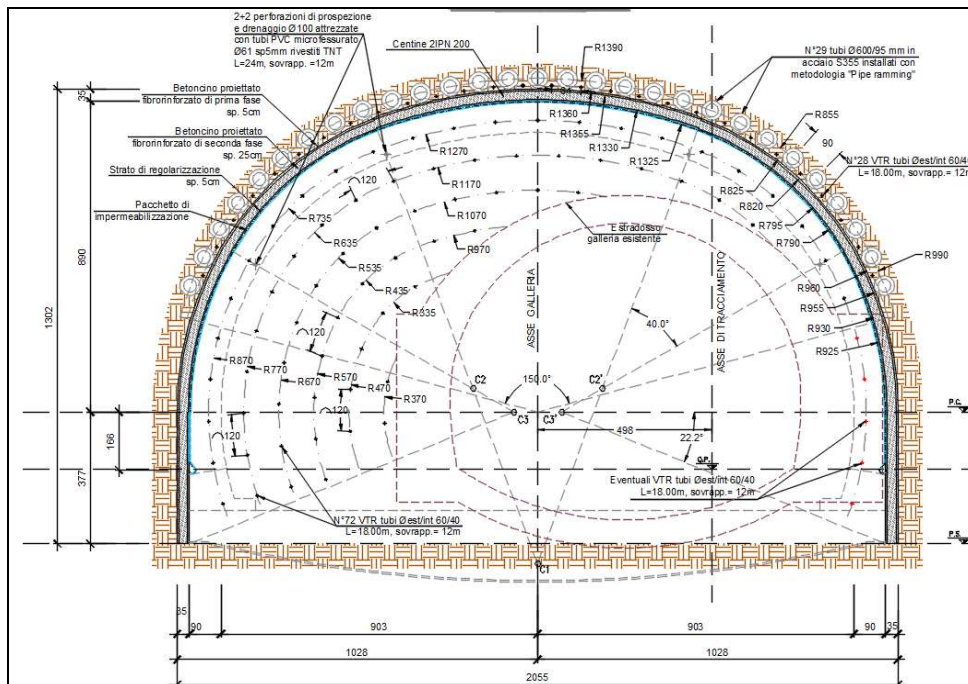 2+2 perforazioni di prospezione
e drenaggio Ø100 attrezzate
con tubi PVC microfessurato
Ø61 sp5mm rivestiti TNT
L=24m, sovrapp. =12m
Centine 2IPN 200
R1390
N°29 tubi Ø600/95 mm in
acciaio S355 installati con
metodologia "Pipe ramming"
Betoncino proiettato
fibrorinforzato di prima fase
sp. 5cm
Betoncino proiettato
fibrorinforzato di seconda fase
sp. 25cm
Strato di regolarizzazione
sp. 5cm
Pacchetto di
impermeabilizzazione
R1360
R1355
R1330
R1325
R855
90
N°28 VTR tubi Øest/int 60/40
L=18.00m, sovrapp.= 12m
R825
R820
R795
R790
R990
R960
R955
R930
R925
R1270
R1170
R1070
R970
120
R735
R635
R535
R435
R335
120
R870
R770
R670
R570
R470
R370
120
120
Estradosso
galleria esistente
ASSE GALLERIA
ASSE DI TRACCIAMENTO
40.0°
150.0°
C2
C2'
C3
C3'
498
22.2°
P.C.
Q.P.
Eventuali VTR tubi Øest/int 60/40
L=18.00m, sovrapp.= 12m
N°72 VTR tubi Øest/int 60/40
L=18.00m, sovrapp.= 12m
P.S.
C1
35
890
1302
166
377
35
90
903
903
90
35
1028
1028
2055